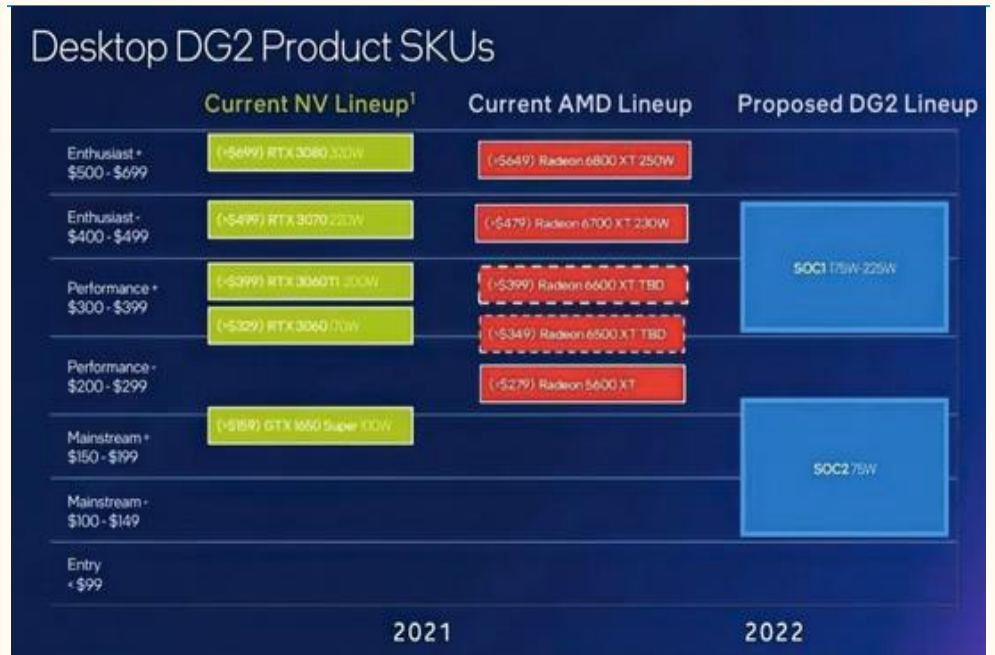 Desktop DG2 Product SKUs
Current NV Lineup¹
Current AMD Lineup
Proposed DG2 Lineup
Enthusiast+
$500 - $699
(>$699) RTX 3080 320W
(>$649) Radeon 6800 XT 250W
Enthusiast-
$400 - $499
(>$499) RTX 3070 220W
(>$479) Radeon 6700 XT 230W
SOC1 175W-225W
Performance+
$300 - $399
(>$399) RTX 3060TI 200W
(>$399) Radeon 6600 XT TBD
(>$329) RTX 3060 170W
(>$349) Radeon 6500 XT TBD
Performance-
$200 - $299
(>$279) Radeon 5600 XT
Mainstream+
$150 - $199
(>$159) GTX 1650 Super 100W
SOC2 75W
Mainstream-
$100 - $149
Entry
< $99
2021
2022